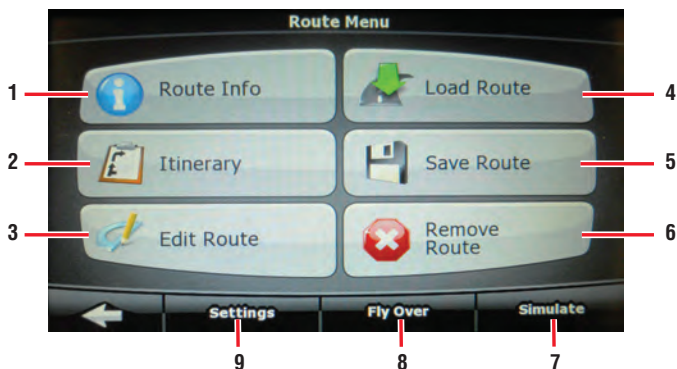 Route Menu
1 Route Info Load Route 4
2 Itinerary Save Route 5
3 Edit Route Remove Route 6
Settings Fly Over Simulate
9 8 7